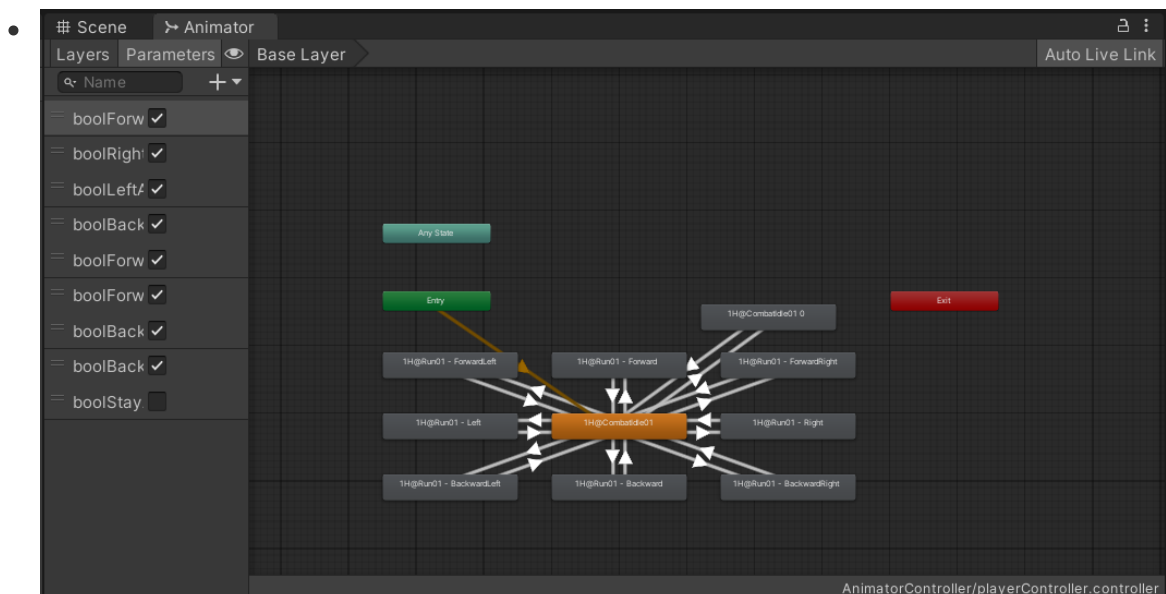 Scene Animator
Layers Parameters Base Layer Auto Live Link
Name
boolForw
boolRigh
boolLeftA
boolBack
boolForw
boolForw
boolBack
boolBack
boolStay
Any State
Entry
Exit
1H@CombatIdle01 0
1H@Run01 - ForwardLeft
1H@Run01 - Forward
1H@Run01 - ForwardRight
1H@Run01 - Left
1H@CombatIdle01
1H@Run01 - Right
1H@Run01 - BackwardLeft
1H@Run01 - Backward
1H@Run01 - BackwardRight
AnimatorController/playerController.controller